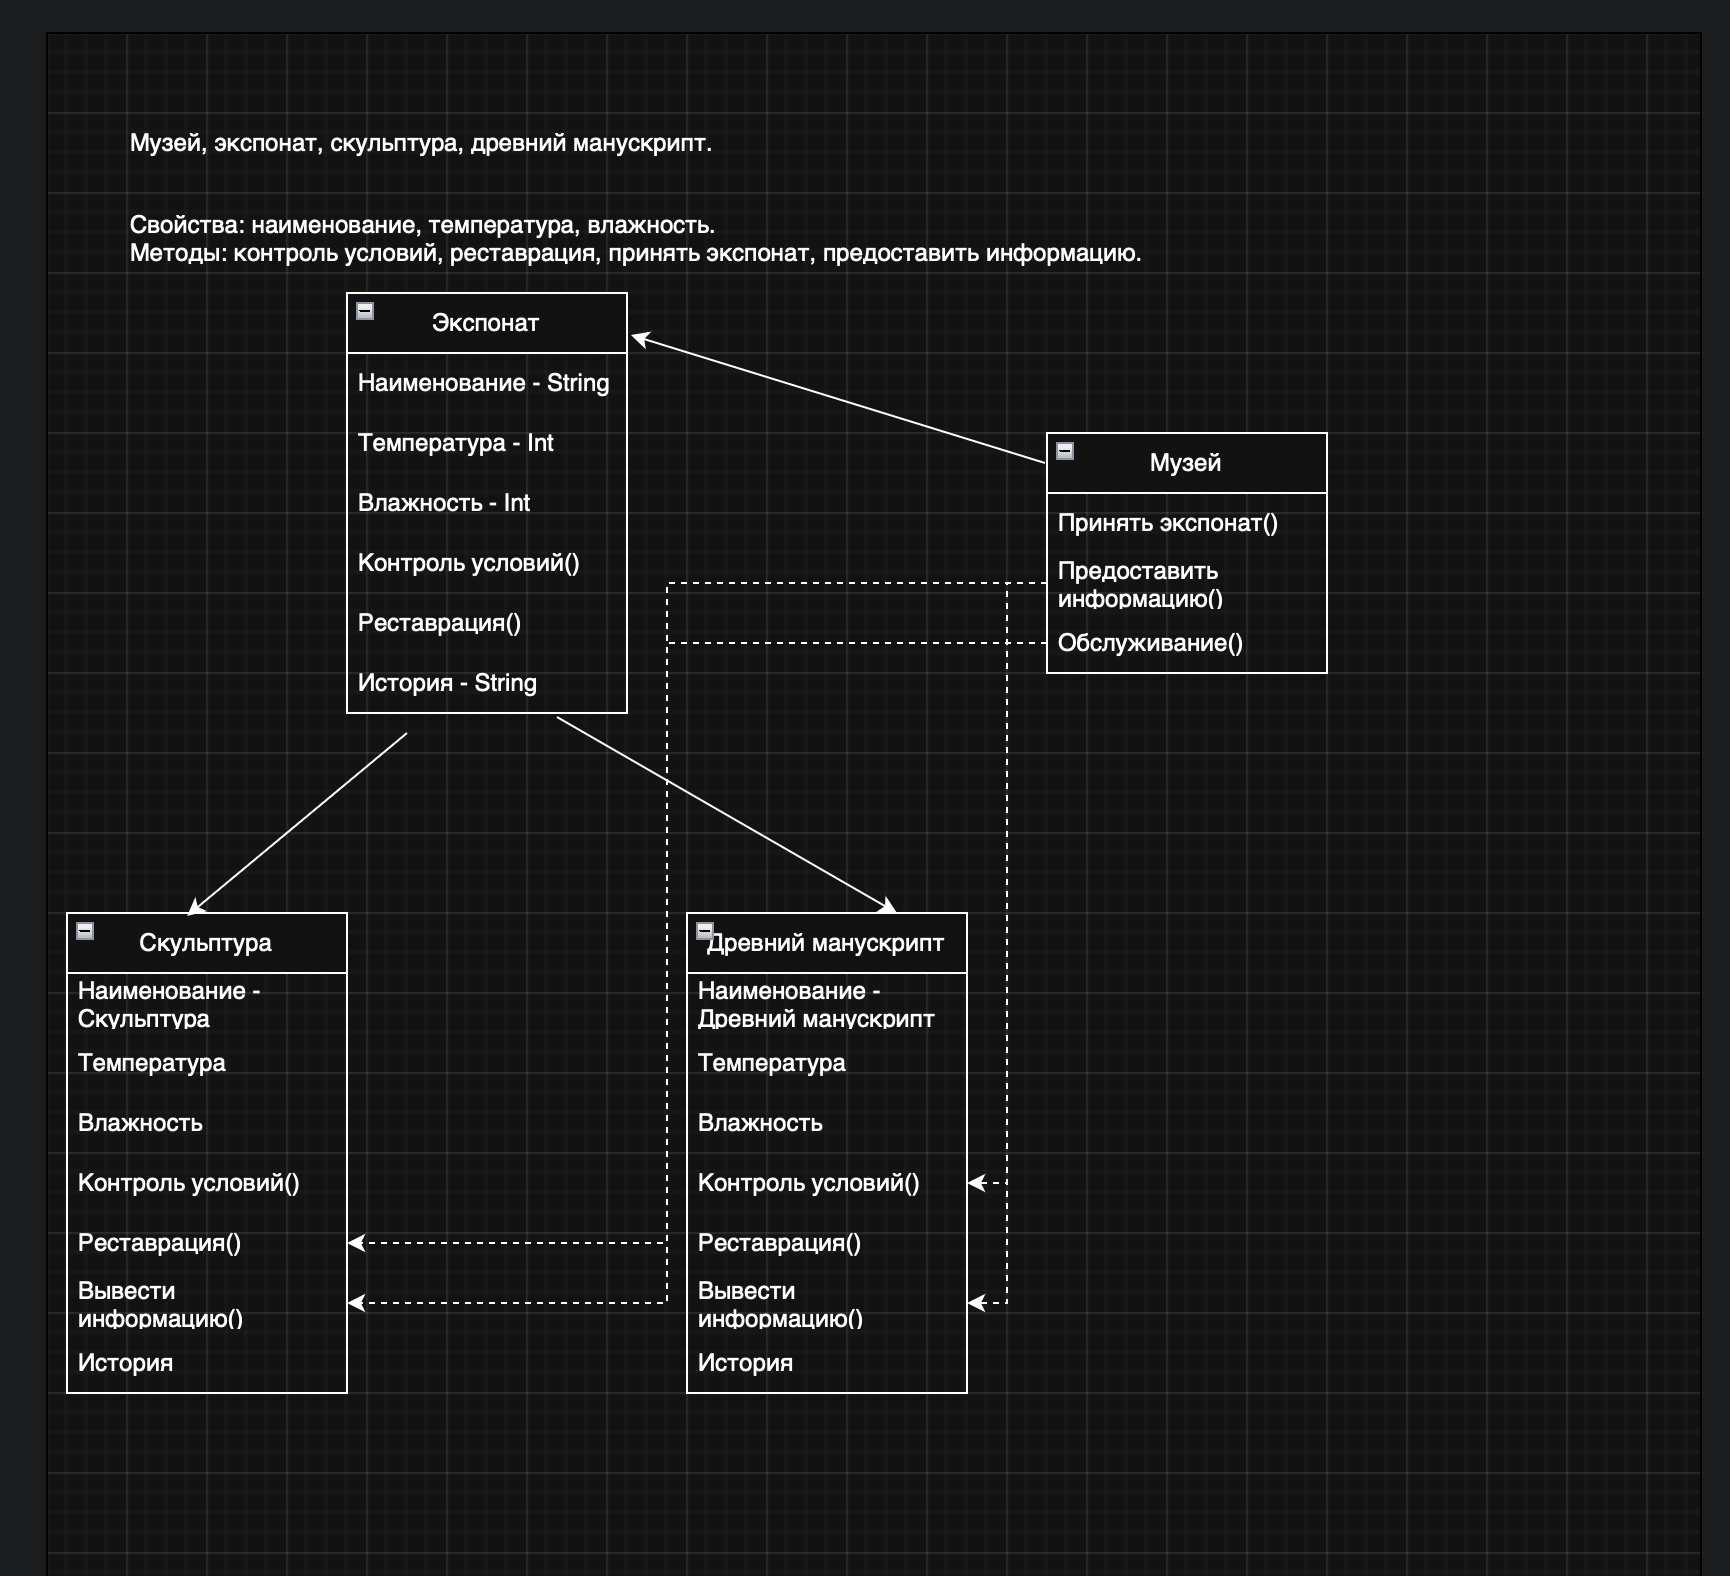 Музей, экспонат, скульптура, древний манускрипт.
Свойства: наименование, температура, влажность.
Методы: контроль условий, реставрация, принять экспонат, предоставить информацию.
Экспонат
Наименование - String
Температура - Int
Влажность - Int
Контроль условий()
Реставрация()
История - String
Музей
Принять экспонат()
Предоставить
информацию()
Обслуживание()
Скульптура
Наименование -
Скульптура
Температура
Влажность
Контроль условий()
Реставрация()
Вывести
информацию()
История
Древний манускрипт
Наименование -
Древний манускрипт
Температура
Влажность
Контроль условий()
Реставрация()
Вывести
информацию()
История